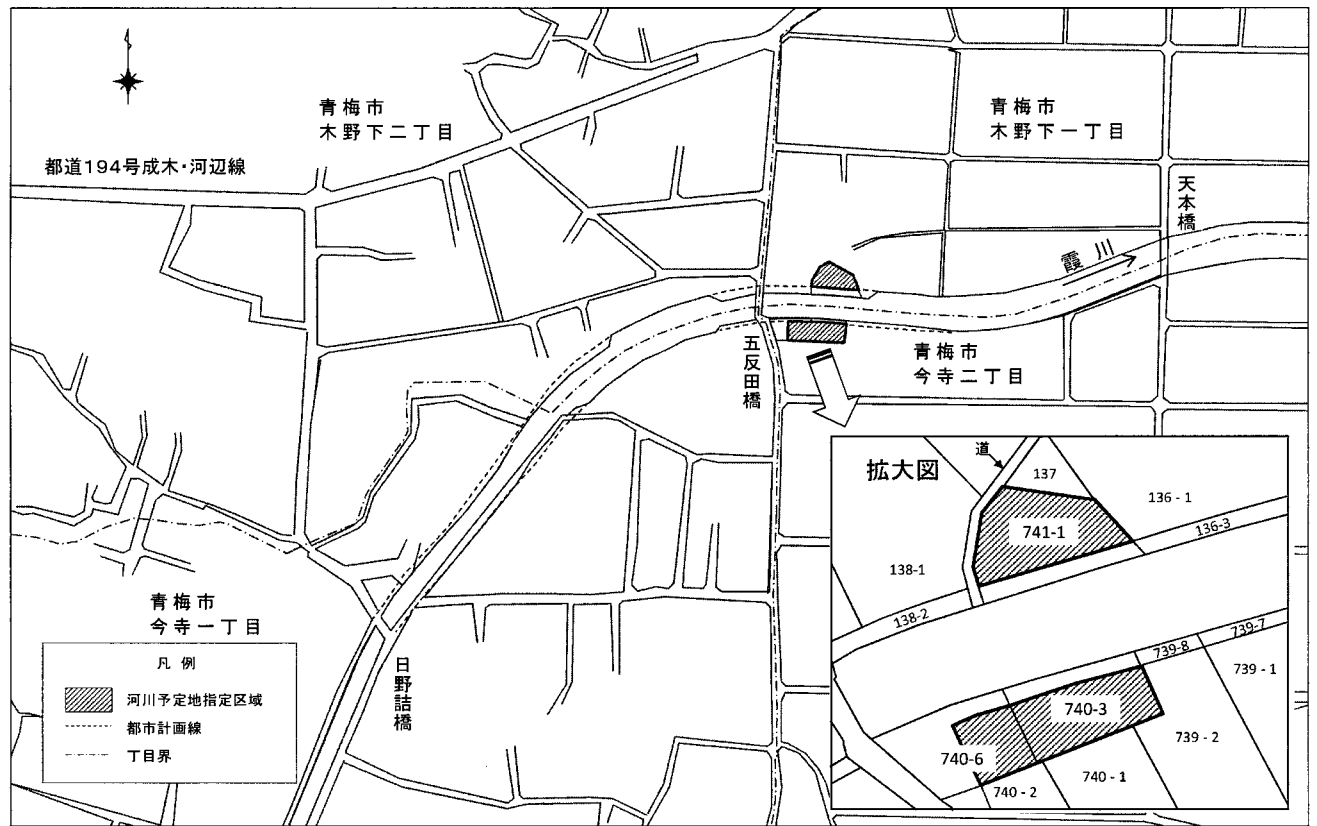 青梅市
木野下二丁目
青梅市
木野下一丁目
都道194号成木・河辺線
天本橋
霞川
五反田橋
青梅市
今寺二丁目
青梅市
今寺一丁目
日野詰橋
凡 例
河川予定地指定区域
都市計画線
丁目界
拡大図
道
137
136-1
741-1
136-3
138-1
138-2
739-7
739-8
739-1
740-3
739-2
740-6
740-1
740-2